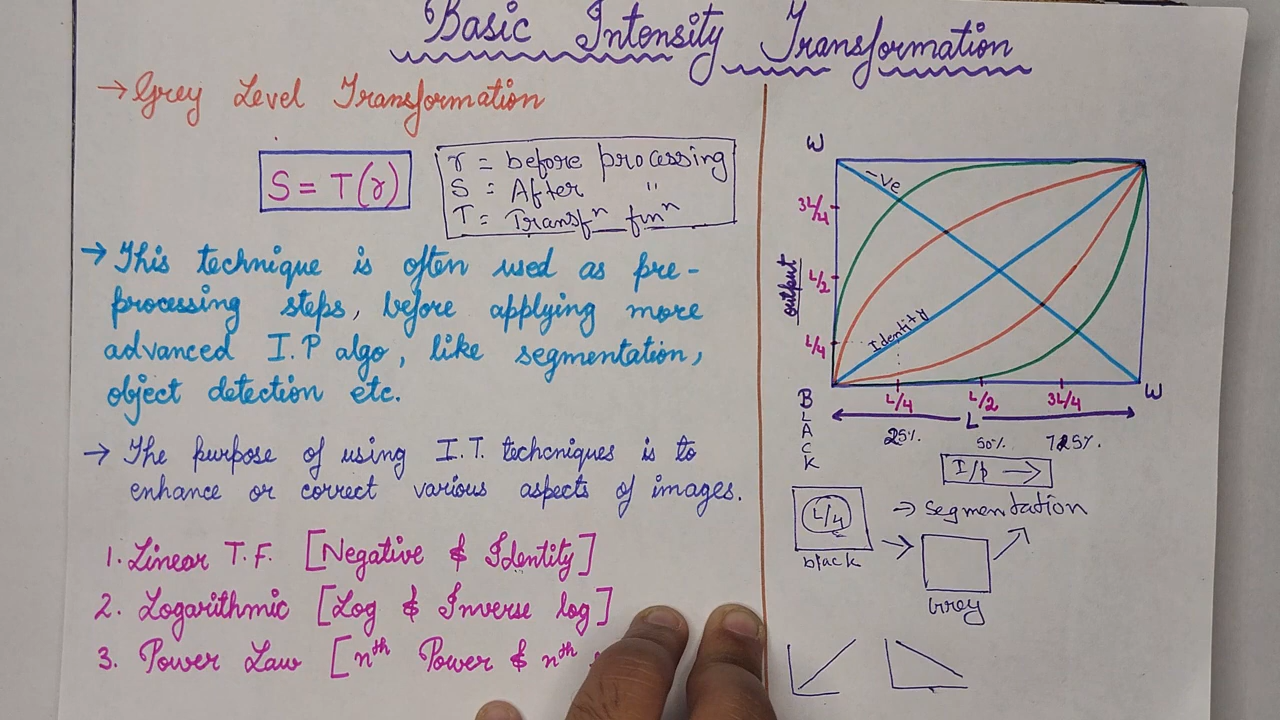 Basic Intensity Transformation
→ Grey Level Transformation
S = T(r)
r = before processing
S = After "
T = Transfⁿ funⁿ
→ This technique is often used as pre-
processing steps, before applying more
advanced I.P algo, like segmentation,
object detection etc.
→ The purpose of using I.T. techcniques is to
enhance or correct various aspects of images.
1. Linear T.F. [Negative & Identity]
2. Logarithmic [Log & Inverse log]
3. Power Law [nth Power & nth
W
-ve
3L/4
output
L/2
Identity
L/4
BLACK
L/4 L/2 3L/4
W
L
25%. 50%. 75%.
I/p →
L/4
→ segmentation
black
Grey